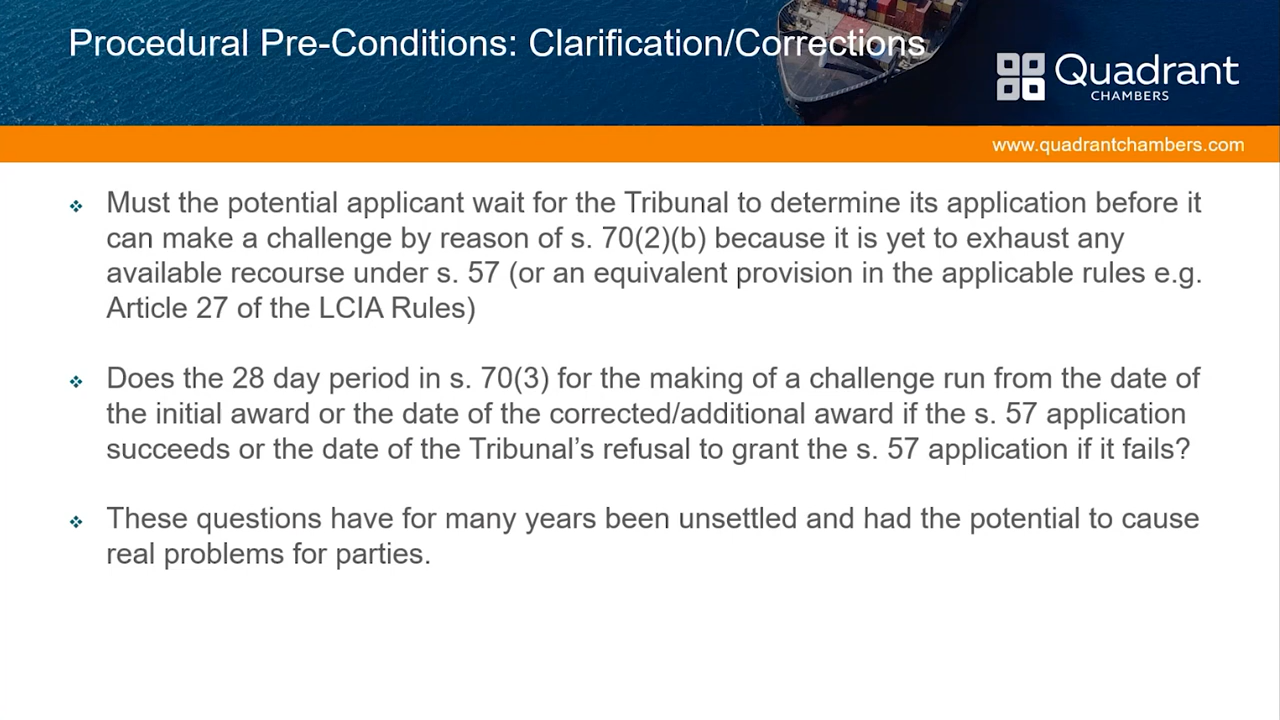 Procedural Pre-Conditions: Clarification/Corrections
Quadrant
CHAMBERS
www.quadrantchambers.com
Must the potential applicant wait for the Tribunal to determine its application before it
can make a challenge by reason of s. 70(2)(b) because it is yet to exhaust any
available recourse under s. 57 (or an equivalent provision in the applicable rules e.g.
Article 27 of the LCIA Rules)
Does the 28 day period in s. 70(3) for the making of a challenge run from the date of
the initial award or the date of the corrected/additional award if the s. 57 application
succeeds or the date of the Tribunal’s refusal to grant the s. 57 application if it fails?
These questions have for many years been unsettled and had the potential to cause
real problems for parties.